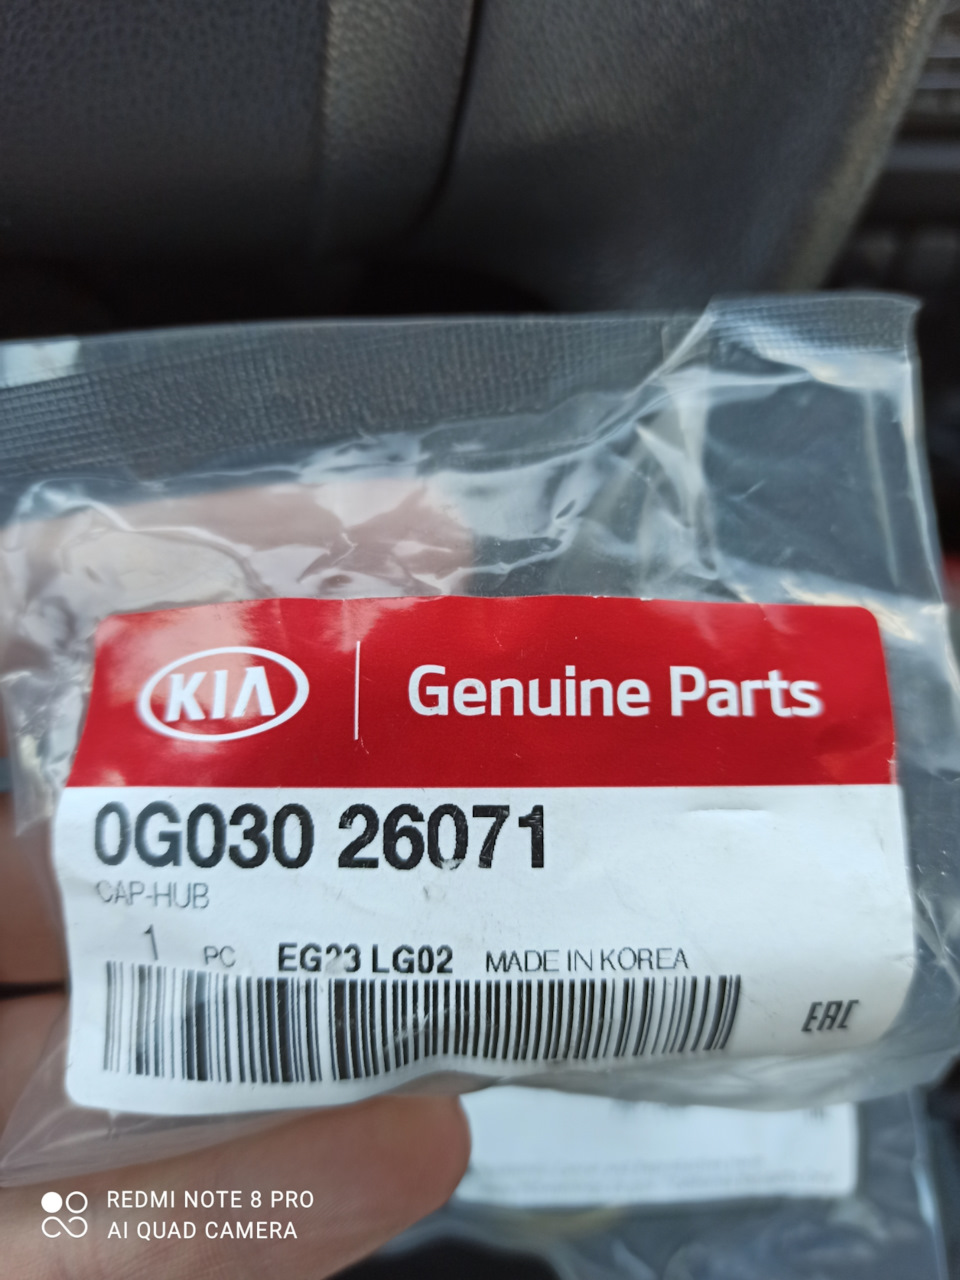 KIA Genuine Parts
0G030 26071
CAP-HUB
1 PC EG23 LG02 MADE IN KOREA
EAC
REDMI NOTE 8 PRO
AI QUAD CAMERA